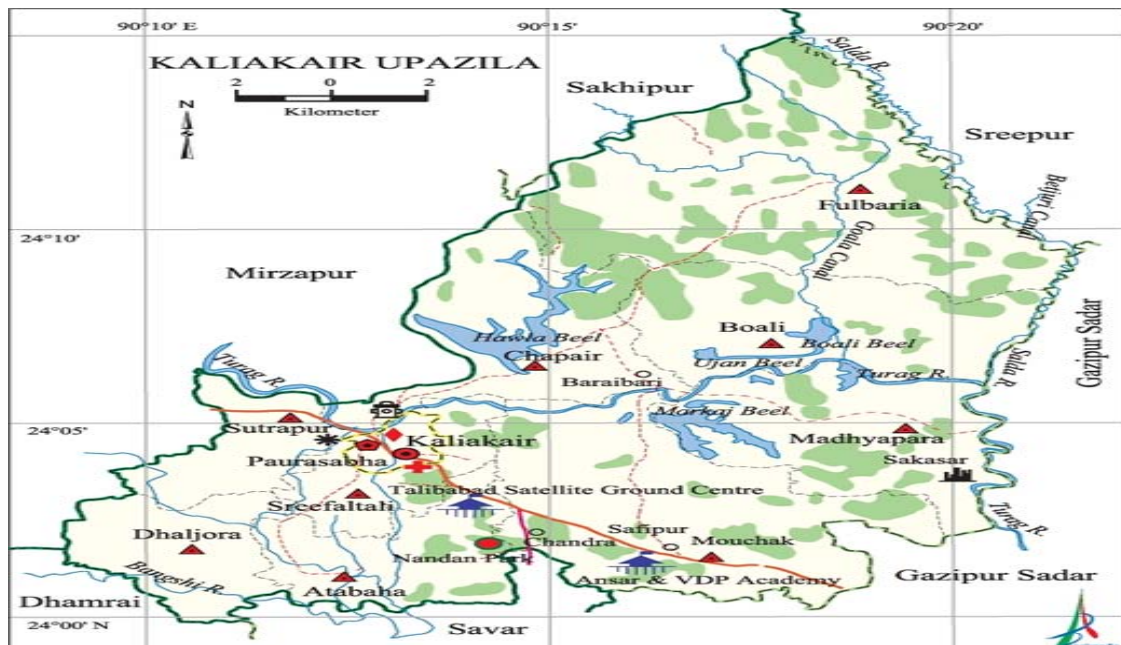 90°10' E
90°15'
90°20'
KALIAKAIR UPAZILA
2 0 2
Kilometer
N
Sakhipur
Salda R.
Sreepur
Beijuri Canal
Fulbaria
24°10'
Goala Canal
Mirzapur
Gazipur Sadar
Boali
Hawla Beel
Boali Beel
Chapair
Ujan Beel
Salda R.
Turag R.
Baraibari
Turag R.
Markaj Beel
24°05'
Sutrapur
Kaliakair
Madhyapara
Paurasabha
Sakasar
Talibabad Satellite Ground Centre
Sreefaltali
Turag R.
Dhaljora
Safipur
Chandra
Mouchak
Nandan Park
Bangshi R.
Ansar & VDP Academy
Gazipur Sadar
Atabaha
Dhamrai
24°00' N
Savar